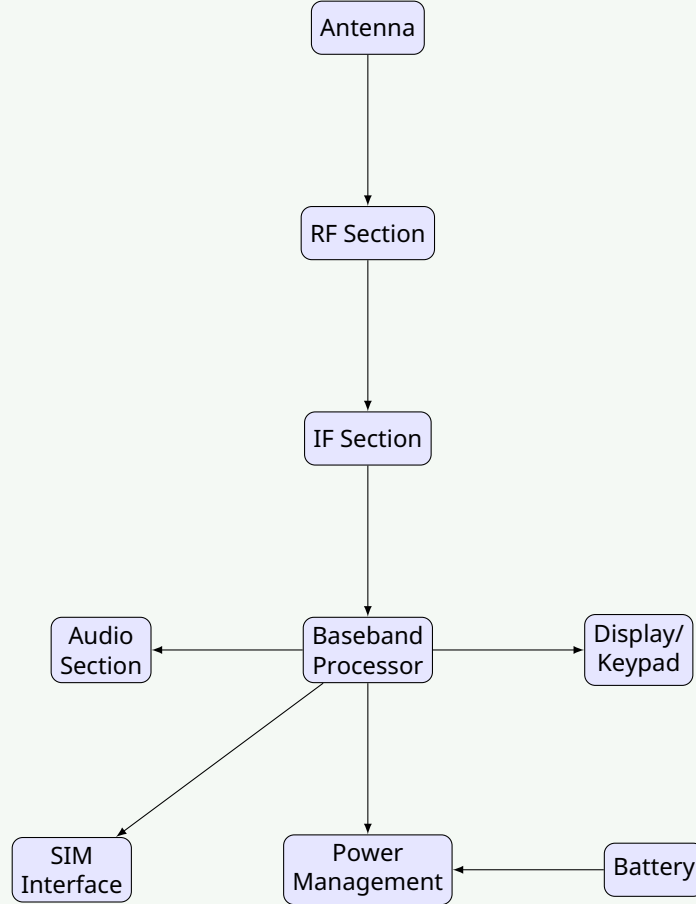 Antenna
RF Section
IF Section
Audio
Section
Baseband
Processor
Display/
Keypad
SIM
Interface
Power
Management
Battery